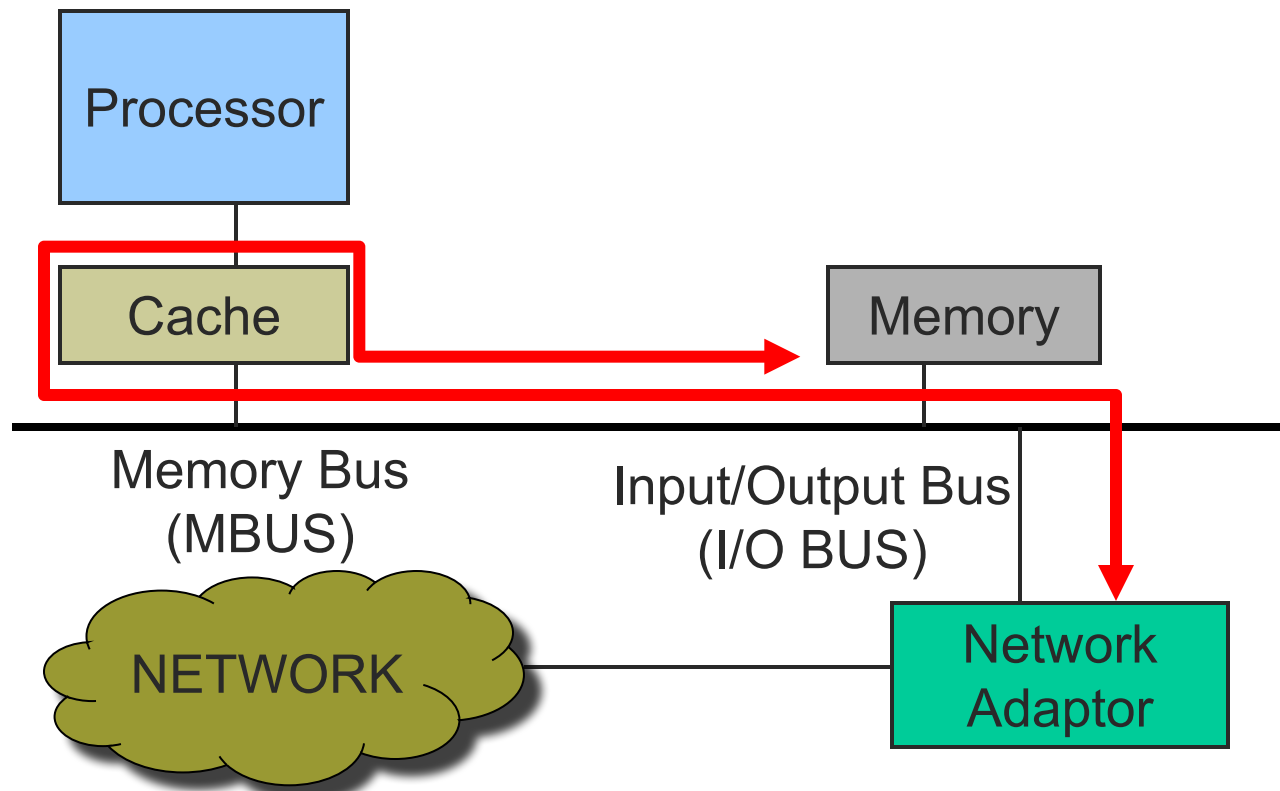 Processor
Cache
Memory
Memory Bus
(MBUS)
Input/Output Bus
(I/O BUS)
NETWORK
Network
Adaptor